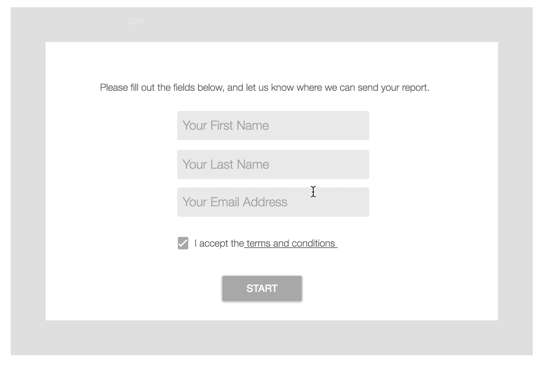 Please fill out the fields below, and let us know where we can send your report.
Your First Name
Your Last Name
Your Email Address
I accept the terms and conditions
START